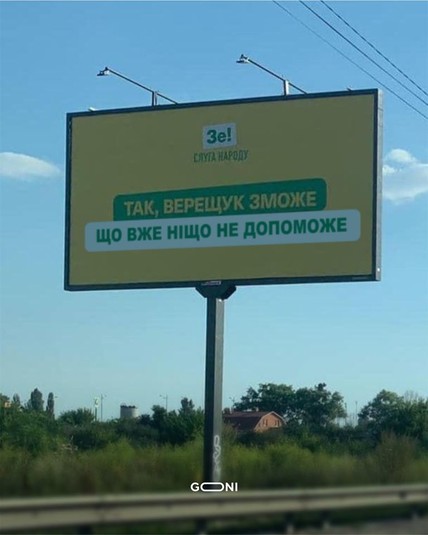 Зе!
СЛУГА НАРОДУ
ТАК, ВЕРЕЩУК ЗМОЖЕ
ЩО ВЖЕ НІЩО НЕ ДОПОМОЖЕ
GONI